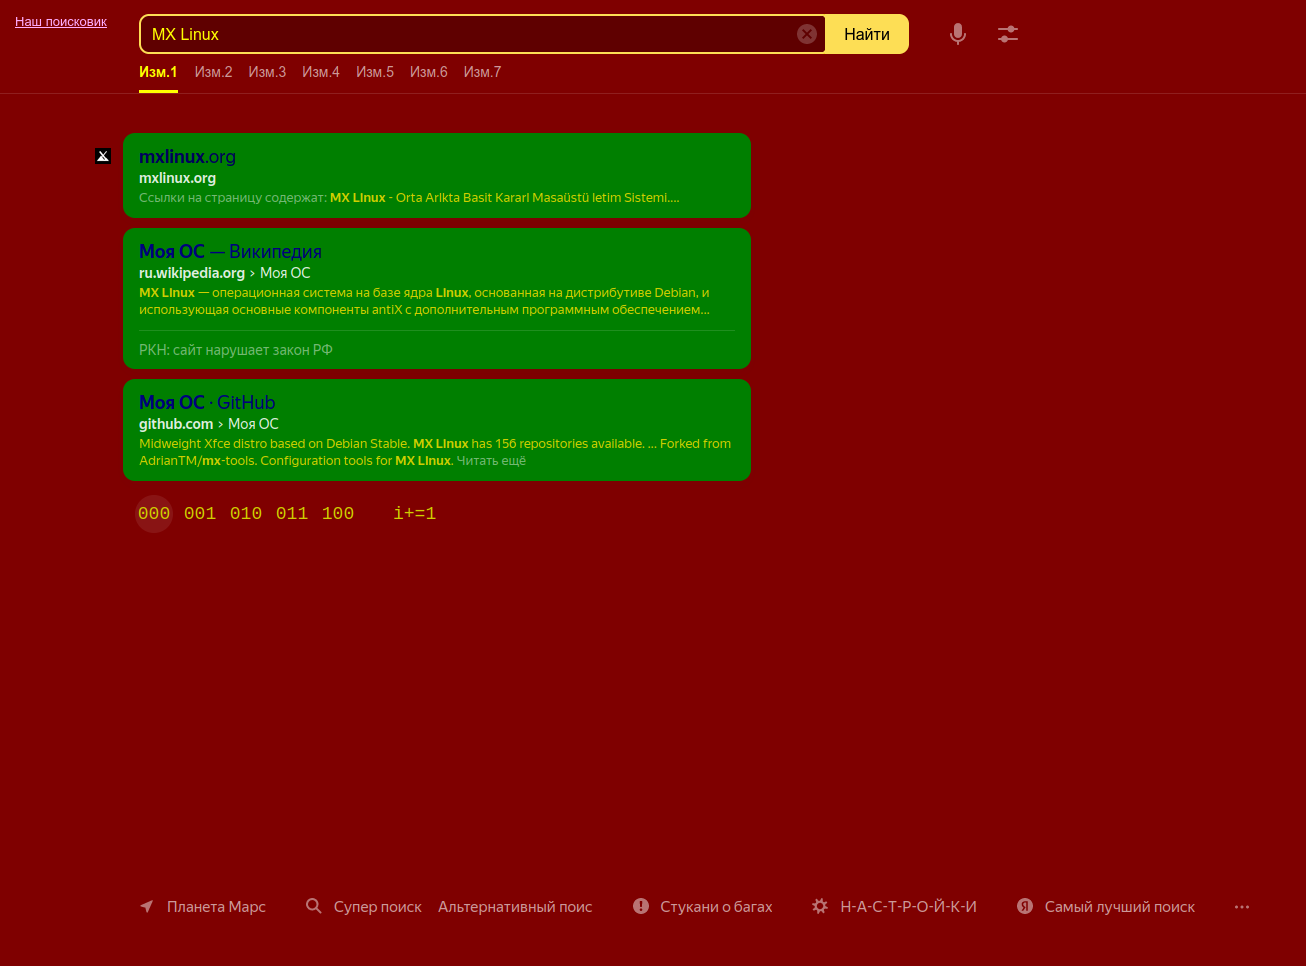 Наш поисковик
MX Linux
Найти
Изм.1 Изм.2 Изм.3 Изм.4 Изм.5 Изм.6 Изм.7
mxlinux.org
mxlinux.org
Ссылки на страницу содержат: MX Linux - Orta Arlkta Basit Kararl Masaüstü letim Sistemi....
Моя ОС — Википедия
ru.wikipedia.org › Моя ОС
MX Linux — операционная система на базе ядра Linux, основанная на дистрибутиве Debian, и
использующая основные компоненты antiX с дополнительным программным обеспечением...
РКН: сайт нарушает закон РФ
Моя ОС · GitHub
github.com › Моя ОС
Midweight Xfce distro based on Debian Stable. MX Linux has 156 repositories available. ... Forked from
AdrianTM/mx-tools. Configuration tools for MX Linux. Читать ещё
000 001 010 011 100 i+=1
Планета Марс Супер поиск Альтернативный поис Стукани о багах Н-А-С-Т-Р-О-Й-К-И Самый лучший поиск ...